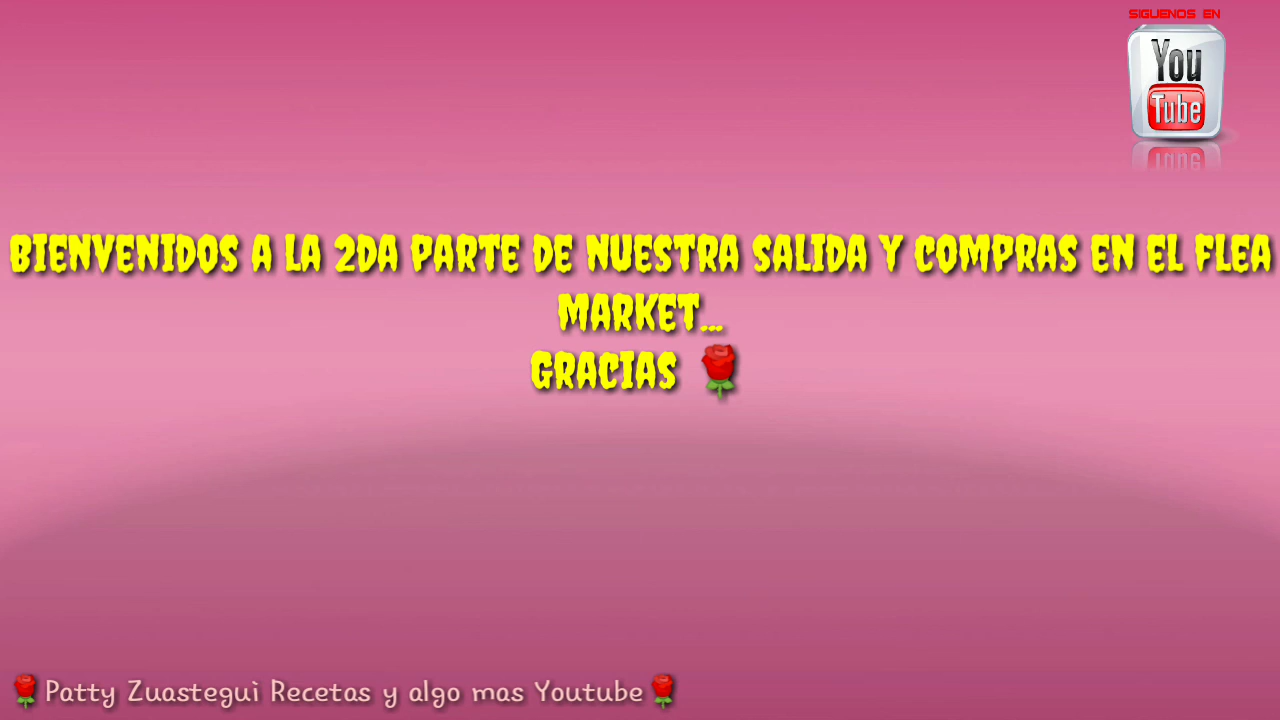 SIGUENOS EN
You
Tube
BIENVENIDOS A LA 2DA PARTE DE NUESTRA SALIDA Y COMPRAS EN EL FLEA
MARKET...
GRACIAS 🌹
🌹Patty Zuastegui Recetas y algo mas Youtube🌹